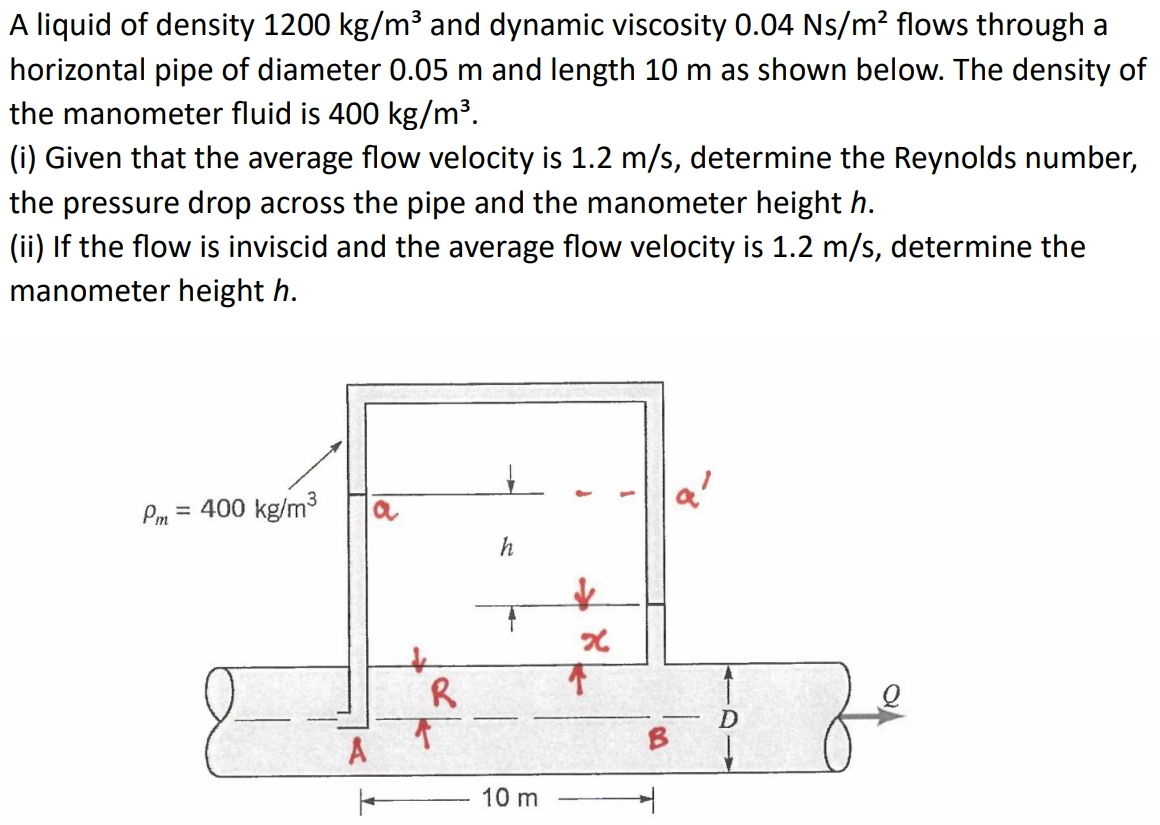 A liquid of density 1200 kg/m³ and dynamic viscosity 0.04 Ns/m² flows through a
horizontal pipe of diameter 0.05 m and length 10 m as shown below. The density of
the manometer fluid is 400 kg/m³.
(i) Given that the average flow velocity is 1.2 m/s, determine the Reynolds number,
the pressure drop across the pipe and the manometer height h.
(ii) If the flow is inviscid and the average flow velocity is 1.2 m/s, determine the
manometer height h.
ρm = 400 kg/m³
a
a'
h
x
R
Q
D
A
B
10 m